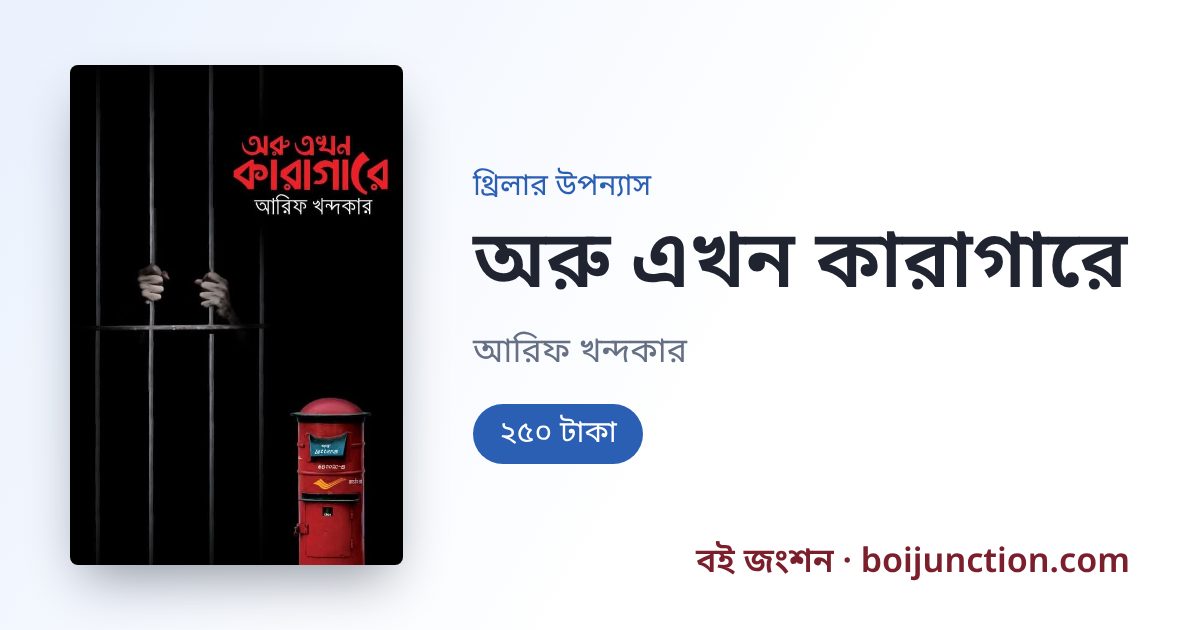 অরু এখন
কারাগারে
আরিফ খন্দকার
থ্রিলার উপন্যাস
অরু এখন কারাগারে
আরিফ খন্দকার
২৫০ টাকা
বই জংশন · boijunction.com